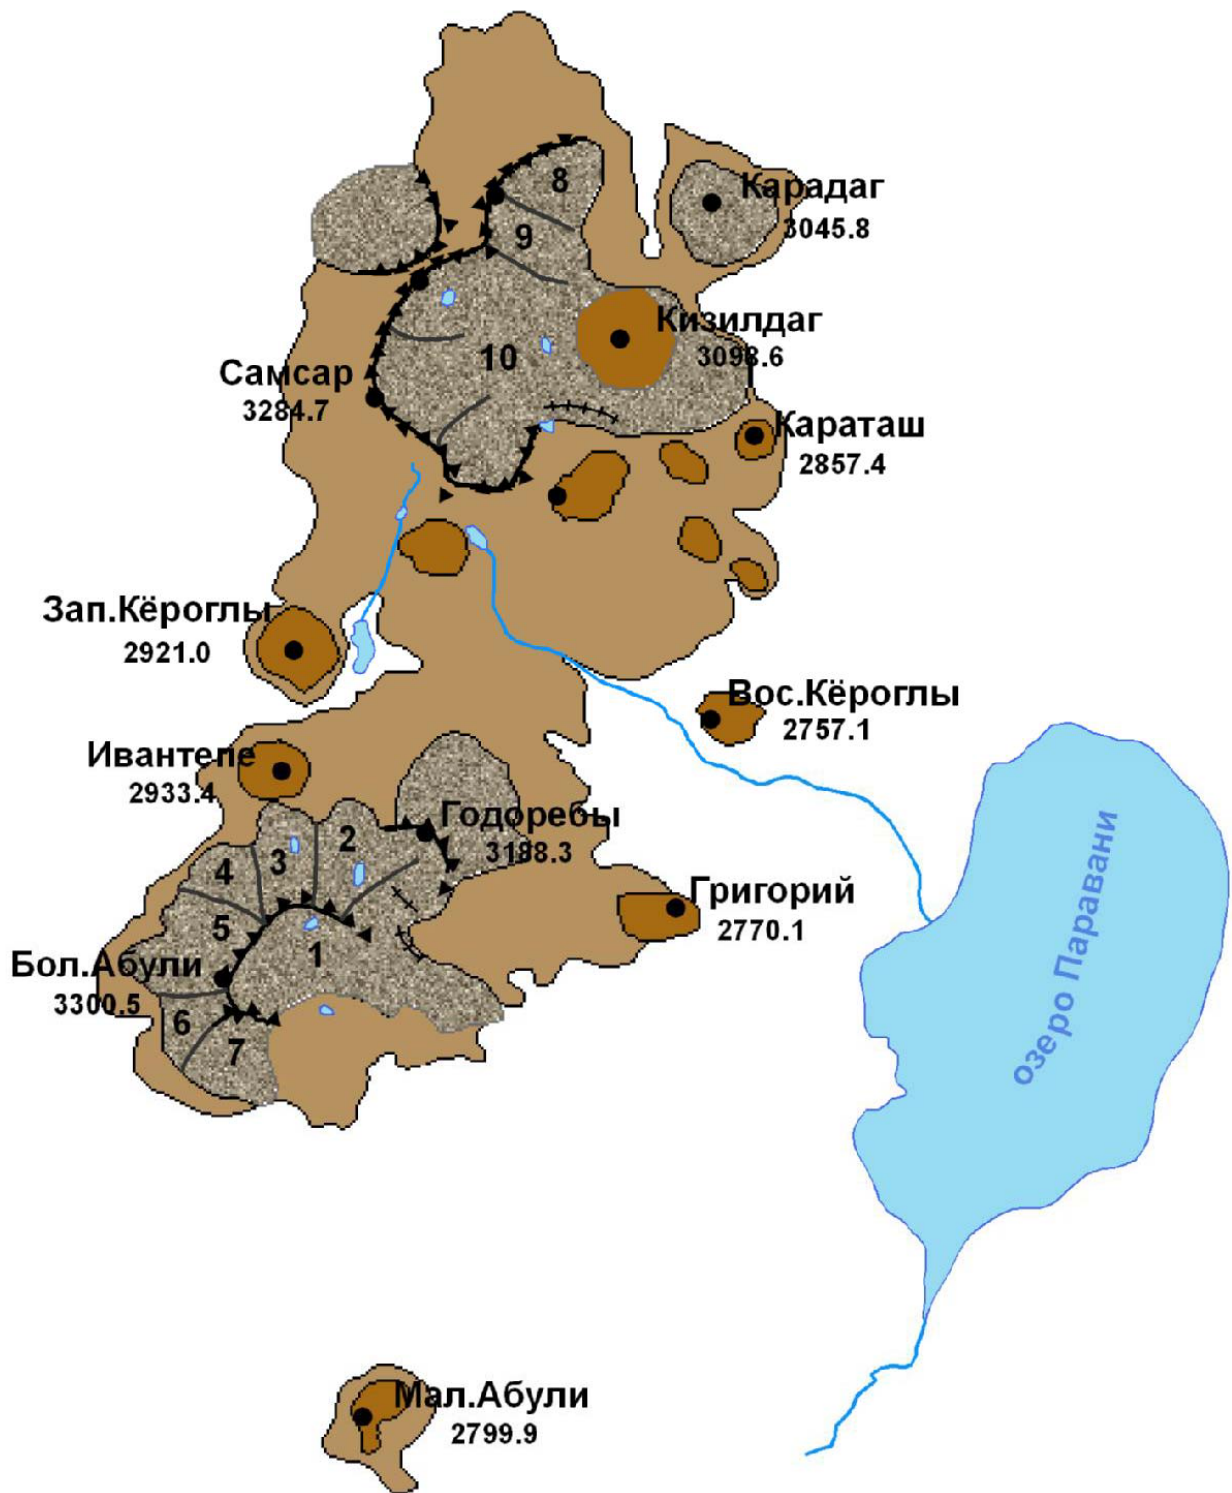 8
Карадаг
3045.8
9
Кизилдаг
3098.6
10
Самсар
3284.7
Караташ
2857.4
Зап.Кёроглы
2921.0
Вос.Кёроглы
2757.1
Ивантепе
2933.4
Годоребы
3188.3
2
3
4
5
1
Григорий
2770.1
Бол.Абули
3300.5
6
7
озеро Паравани
Мал.Абули
2799.9